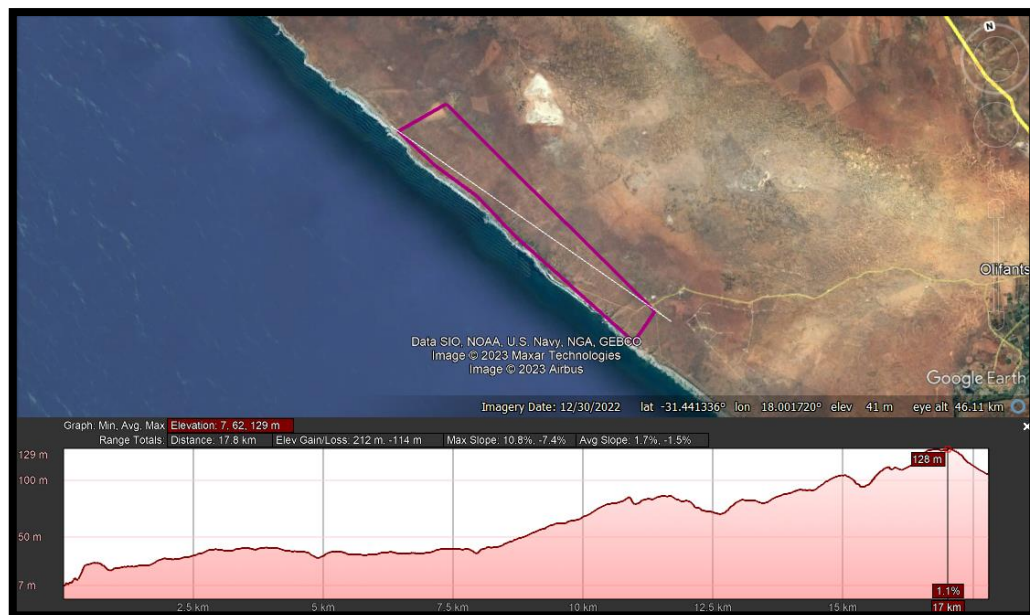 N
Olifants
Data SIO, NOAA, U.S. Navy, NGA, GEBCO
Image © 2023 Maxar Technologies
Image © 2023 Airbus
Google Earth
Imagery Date: 12/30/2022 lat -31.441336° lon 18.001720° elev 41 m eye alt 46.11 km
Graph: Min, Avg, Max Elevation: 7, 62, 129 m
Range Totals: Distance: 17.8 km Elev Gain/Loss: 212 m, -114 m Max Slope: 10.8%, -7.4% Avg Slope: 1.7%, -1.5%
129 m
128 m
100 m
50 m
7 m
1.1%
2.5 km 5 km 7.5 km 10 km 12.5 km 15 km 17 km